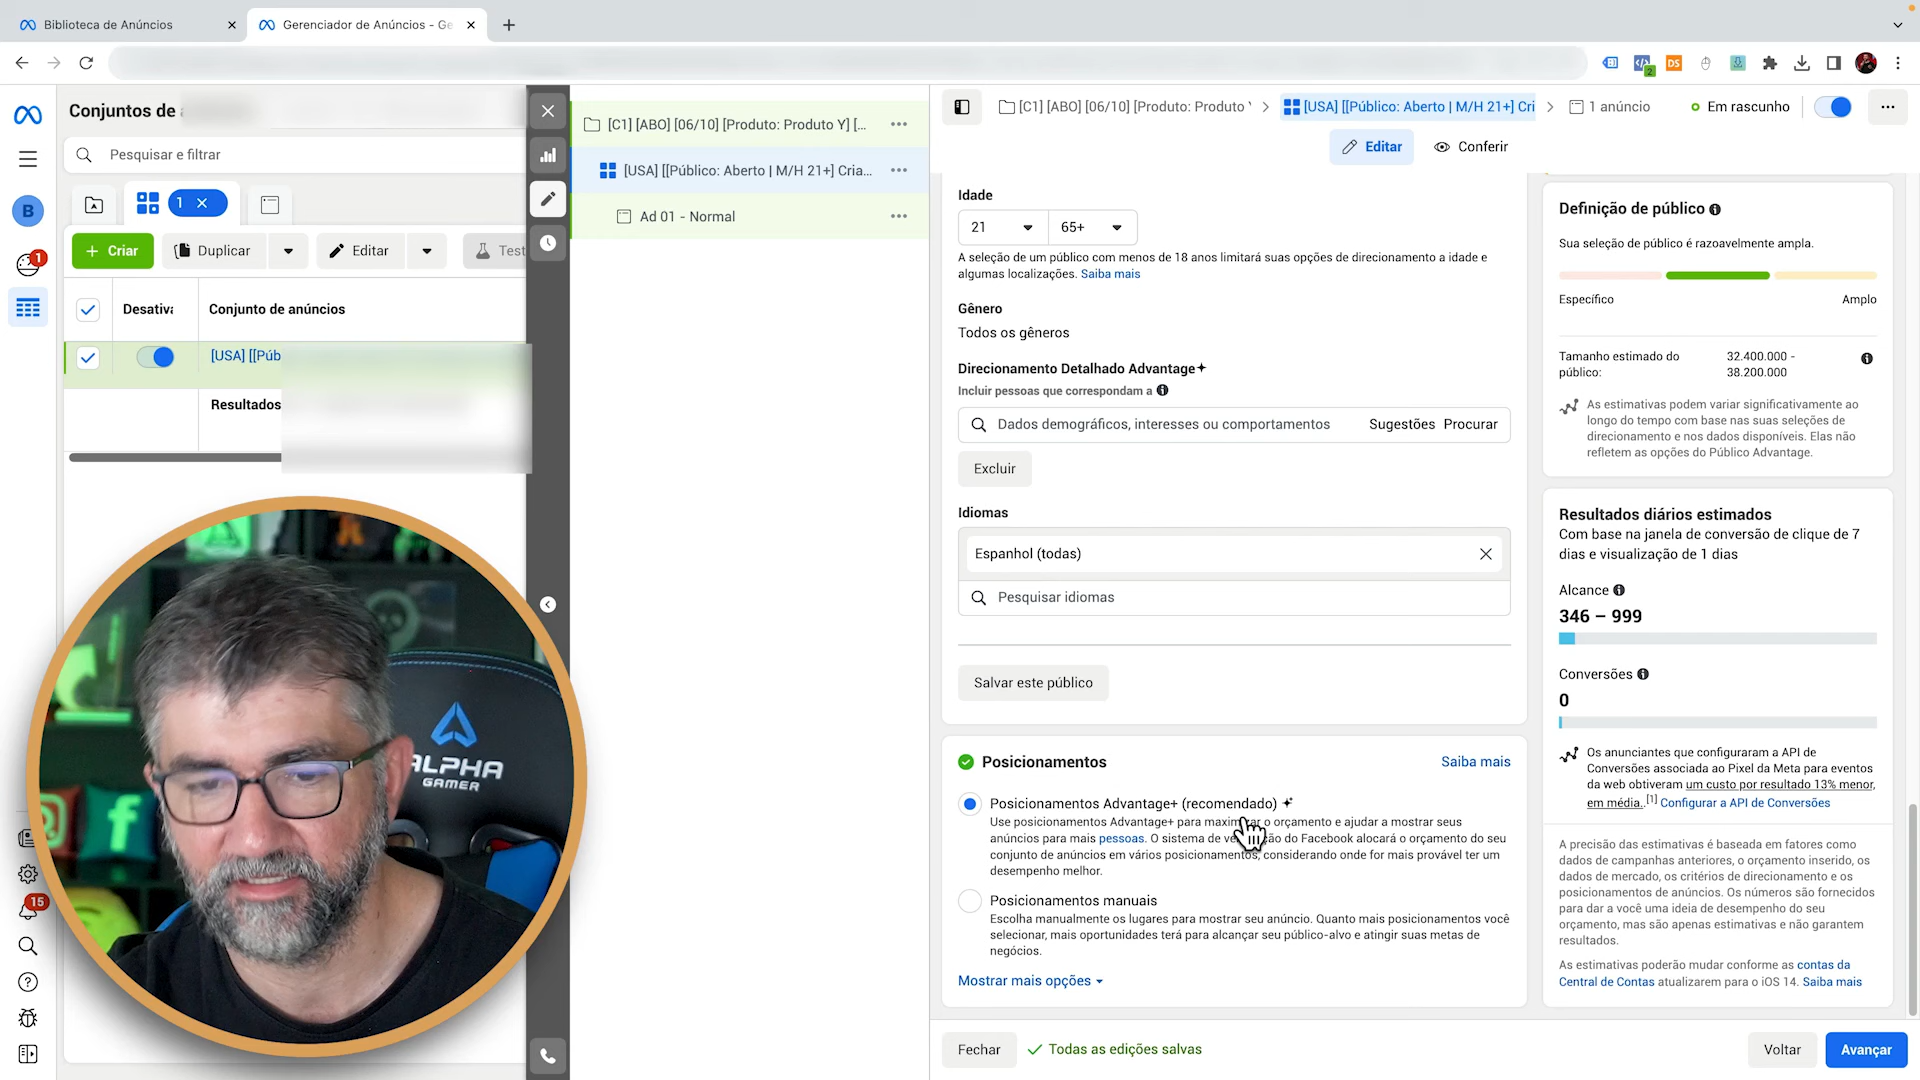 Biblioteca de Anúncios
Gerenciador de Anúncios - Ge
2
DS
Conjuntos de
Pesquisar e filtrar
B
1
1
Criar
Duplicar
Editar
Test
Desativa
Conjunto de anúncios
[USA] [[Púb
Resultados
15
ALPHA
GAMER
[C1] [ABO] [06/10] [Produto: Produto Y] [...
[USA] [[Público: Aberto | M/H 21+] Cria...
Ad 01 - Normal
[C1] [ABO] [06/10] [Produto: Produto Y
[USA] [[Público: Aberto | M/H 21+] Cri
1 anúncio
Em rascunho
Editar
Conferir
Idade
21
65+
A seleção de um público com menos de 18 anos limitará suas opções de direcionamento a idade e
algumas localizações. Saiba mais
Gênero
Todos os gêneros
Direcionamento Detalhado Advantage+
Incluir pessoas que correspondam a
Dados demográficos, interesses ou comportamentos
Sugestões
Procurar
Excluir
Idiomas
Espanhol (todas)
Pesquisar idiomas
Salvar este público
Posicionamentos
Saiba mais
Posicionamentos Advantage+ (recomendado)
Use posicionamentos Advantage+ para maximizar o orçamento e ajudar a mostrar seus
anúncios para mais pessoas. O sistema de veiculação do Facebook alocará o orçamento do seu
conjunto de anúncios em vários posicionamentos, considerando onde for mais provável ter um
desempenho melhor.
Posicionamentos manuais
Escolha manualmente os lugares para mostrar seu anúncio. Quanto mais posicionamentos você
selecionar, mais oportunidades terá para alcançar seu público-alvo e atingir suas metas de
negócios.
Mostrar mais opções
Fechar
Todas as edições salvas
Voltar
Avançar
Definição de público
Sua seleção de público é razoavelmente ampla.
Específico
Amplo
Tamanho estimado do
público:
32.400.000 -
38.200.000
As estimativas podem variar significativamente ao
longo do tempo com base nas suas seleções de
direcionamento e nos dados disponíveis. Elas não
refletem as opções do Público Advantage.
Resultados diários estimados
Com base na janela de conversão de clique de 7
dias e visualização de 1 dias
Alcance
346 – 999
Conversões
0
Os anunciantes que configuraram a API de
Conversões associada ao Pixel da Meta para eventos
da web obtiveram um custo por resultado 13% menor,
em média. [1] Configurar a API de Conversões
A precisão das estimativas é baseada em fatores como
dados de campanhas anteriores, o orçamento inserido, os
dados de mercado, os critérios de direcionamento e os
posicionamentos de anúncios. Os números são fornecidos
para dar a você uma ideia de desempenho do seu
orçamento, mas são apenas estimativas e não garantem
resultados.
As estimativas poderão mudar conforme as contas da
Central de Contas atualizarem para o iOS 14. Saiba mais